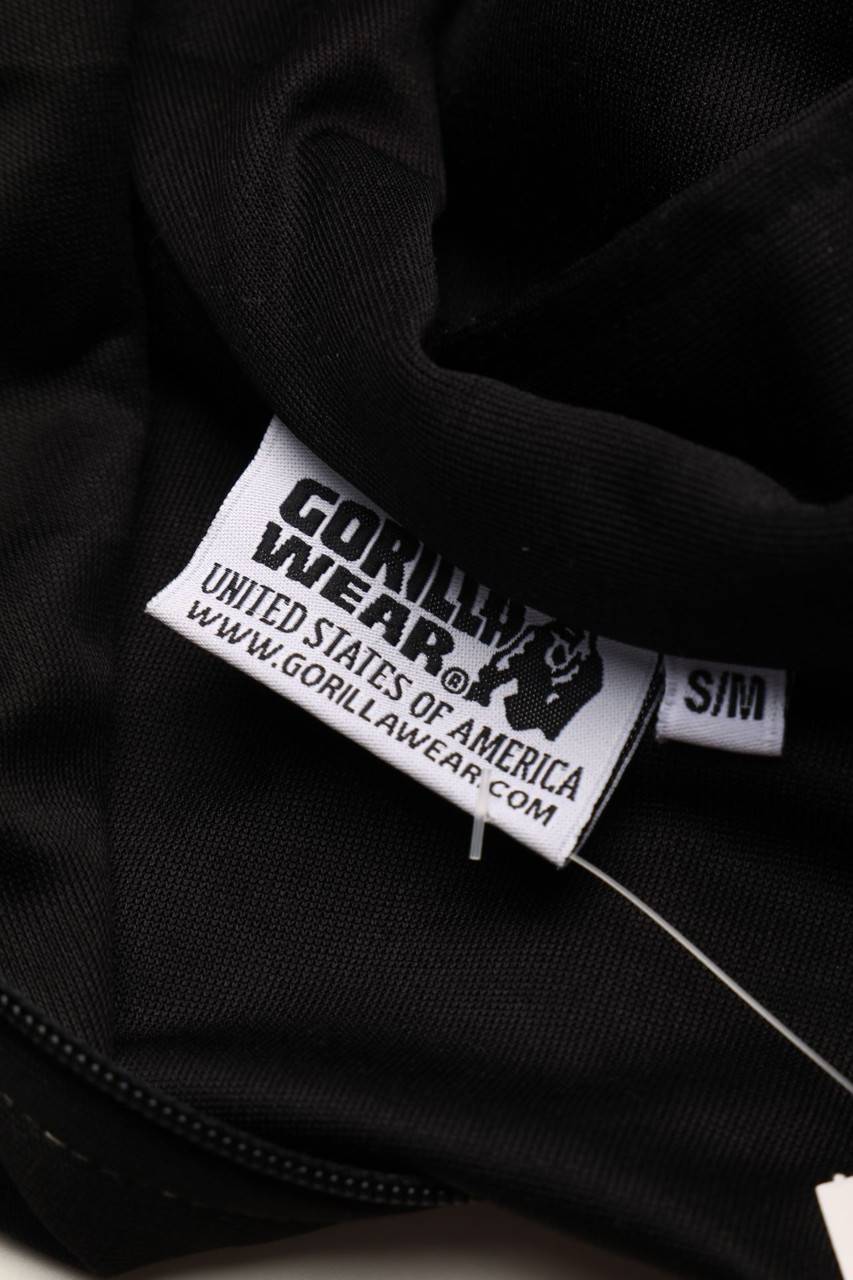 GORILLA
WEAR®
UNITED STATES OF AMERICA
WWW.GORILLAWEAR.COM
S/M